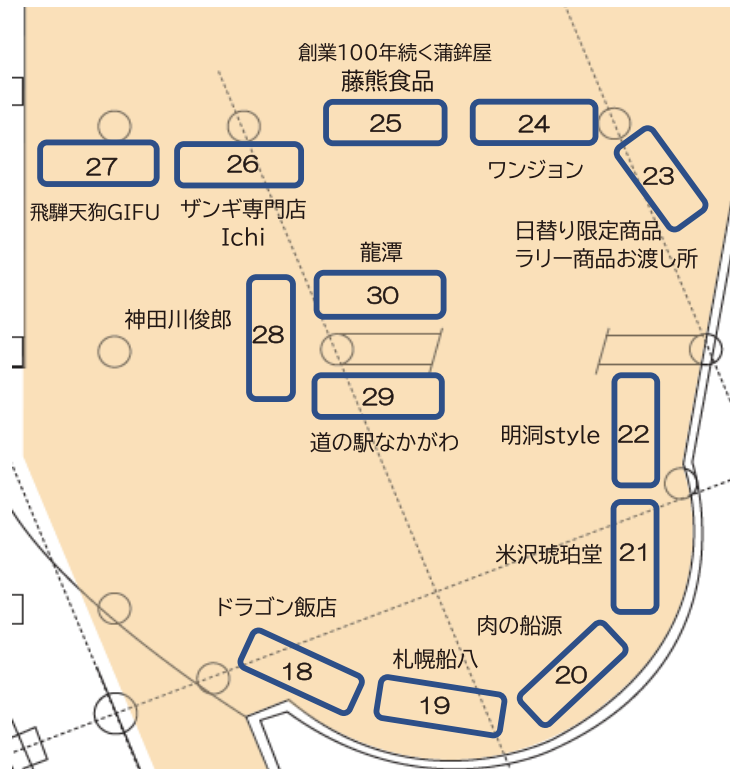 創業100年続く蒲鉾屋
藤熊食品
25
24
ワンジョン
23
日替り限定商品
ラリー商品お渡し所
27
飛騨天狗GIFU
26
ザンギ専門店
Ichi
龍潭
30
神田川俊郎
28
29
道の駅なかがわ
明洞style
22
米沢琥珀堂
21
ドラゴン飯店
18
札幌船八
19
肉の船源
20